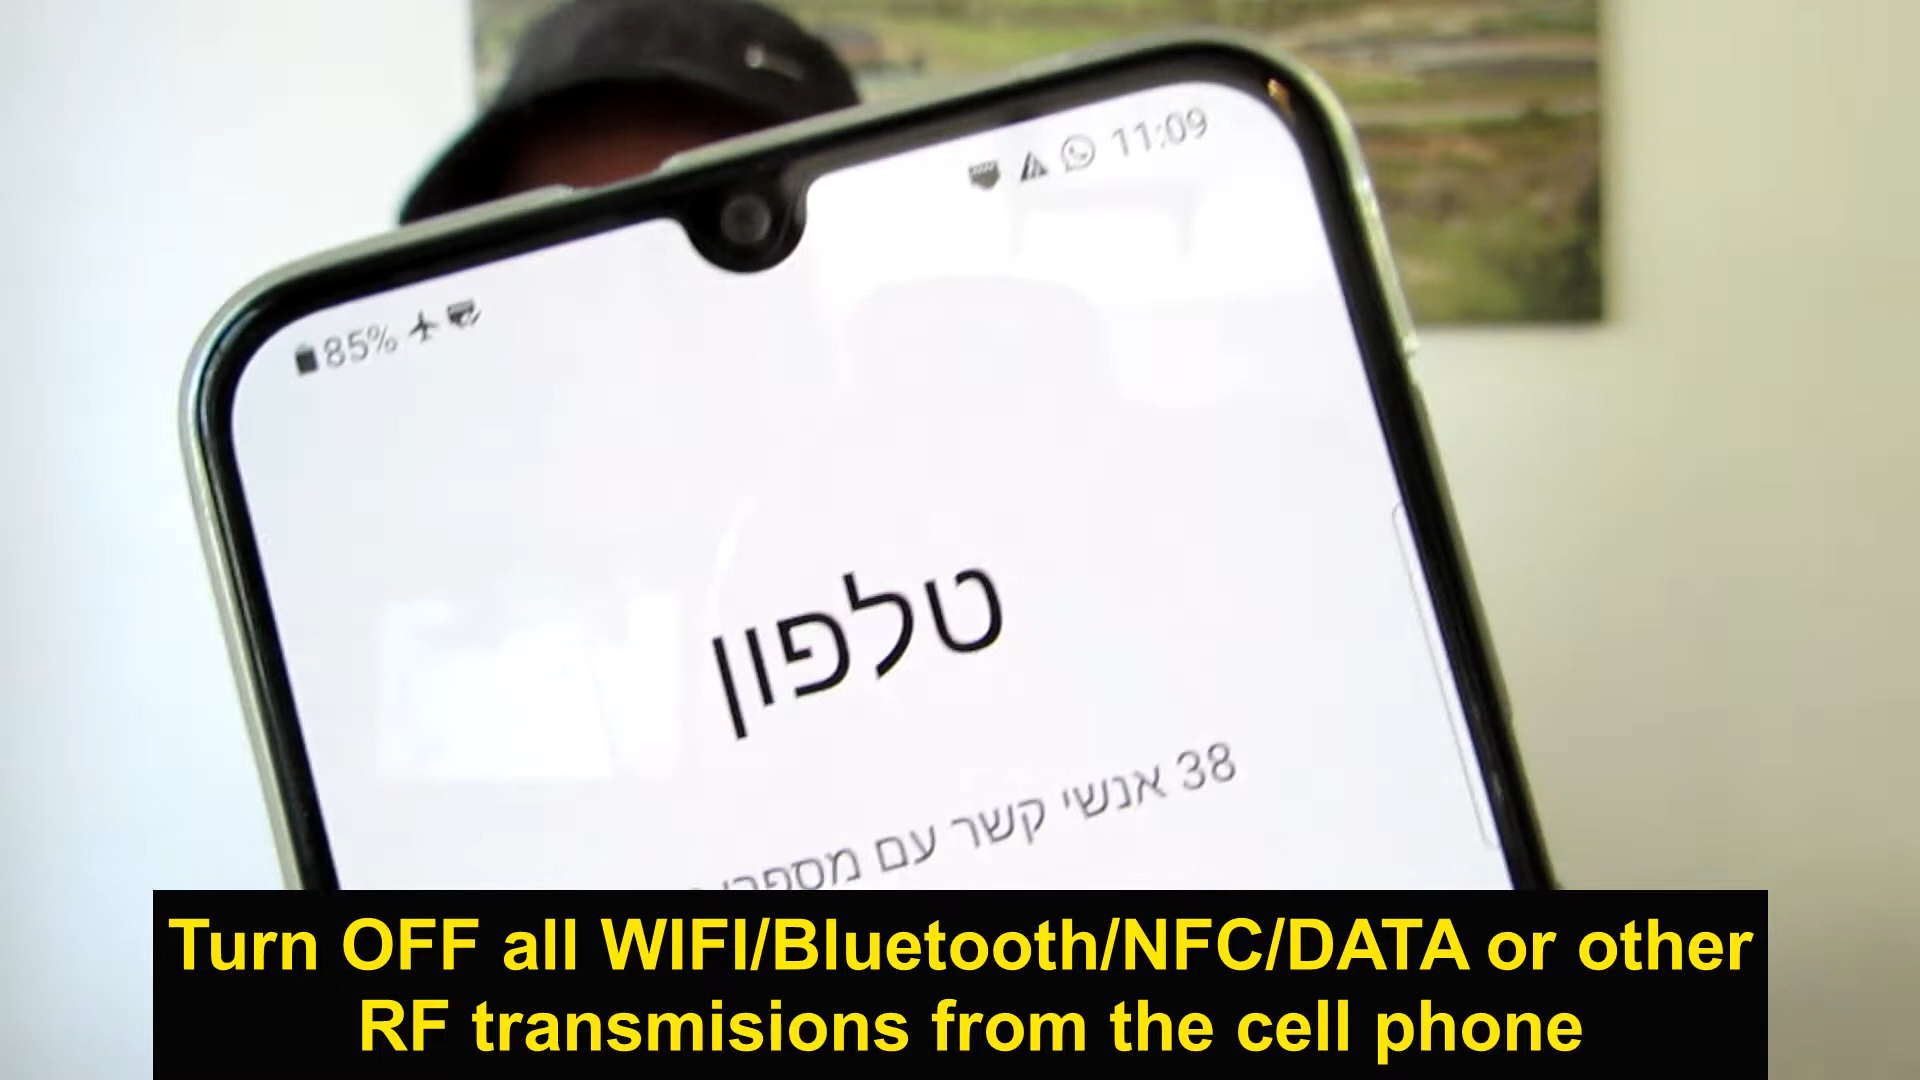 11:09
85%
טלפון
38 אנשי קשר עם
Turn OFF all WIFI/Bluetooth/NFC/DATA or other
RF transmisions from the cell phone